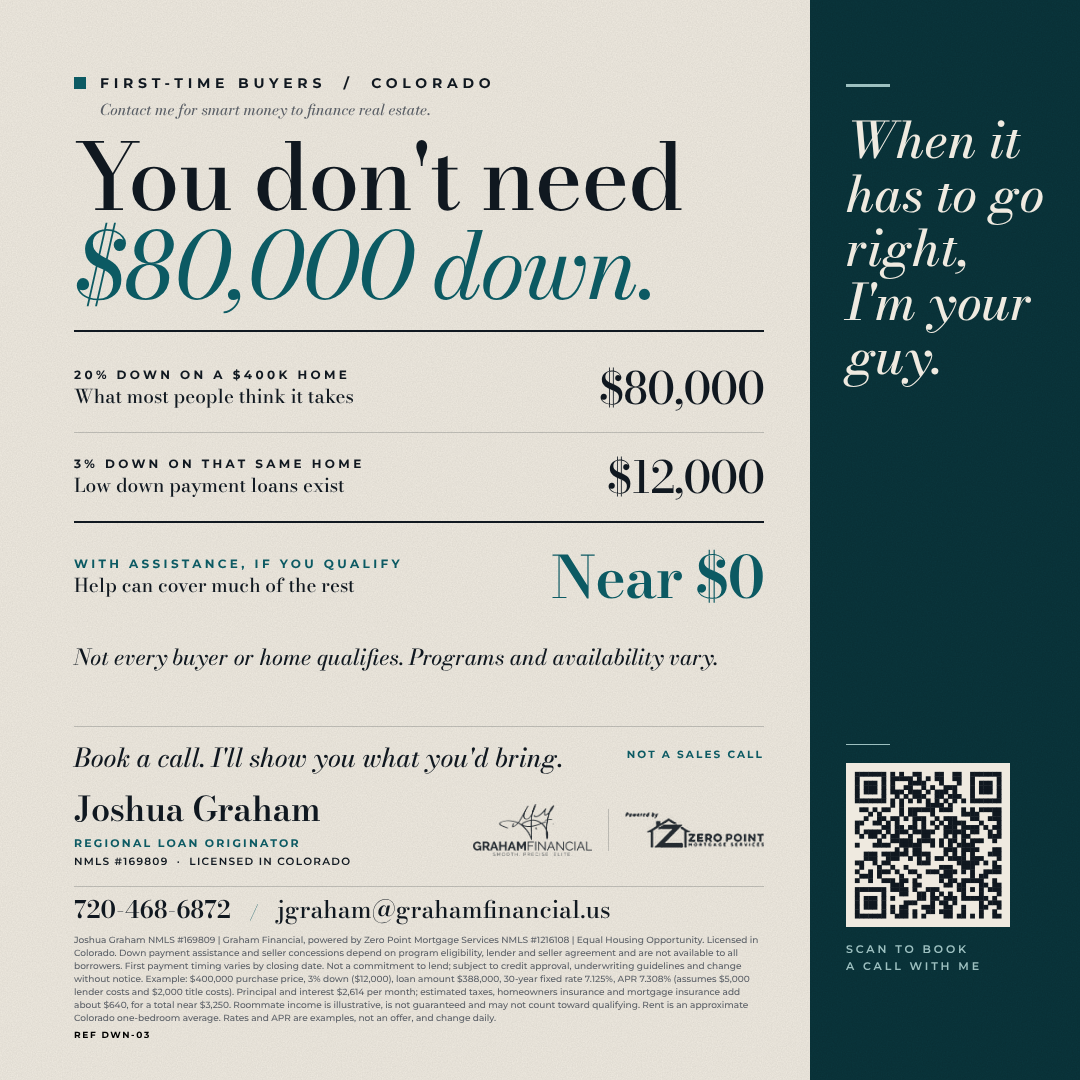 FIRST-TIME BUYERS / COLORADO
Contact me for smart money to finance real estate.
You don't need
$80,000 down.
20% DOWN ON A $400K HOME
What most people think it takes
$80,000
3% DOWN ON THAT SAME HOME
Low down payment loans exist
$12,000
WITH ASSISTANCE, IF YOU QUALIFY
Help can cover much of the rest
Near $0
Not every buyer or home qualifies. Programs and availability vary.
Book a call. I'll show you what you'd bring.
NOT A SALES CALL
Joshua Graham
REGIONAL LOAN ORIGINATOR
NMLS #169809 · LICENSED IN COLORADO
GRAHAMFINANCIAL
SMOOTH. PRECISE. ELITE.
Powered by
ZERO POINT
MORTGAGE SERVICES
720-468-6872 / jgraham@grahamfinancial.us
Joshua Graham NMLS #169809 | Graham Financial, powered by Zero Point Mortgage Services NMLS #1216108 | Equal Housing Opportunity. Licensed in
Colorado. Down payment assistance and seller concessions depend on program eligibility, lender and seller agreement and are not available to all
borrowers. First payment timing varies by closing date. Not a commitment to lend; subject to credit approval, underwriting guidelines and change
without notice. Example: $400,000 purchase price, 3% down ($12,000), loan amount $388,000, 30-year fixed rate 7.125%, APR 7.308% (assumes $5,000
lender costs and $2,000 title costs). Principal and interest $2,614 per month; estimated taxes, homeowners insurance and mortgage insurance add
about $640, for a total near $3,250. Roommate income is illustrative, is not guaranteed and may not count toward qualifying. Rent is an approximate
Colorado one-bedroom average. Rates and APR are examples, not an offer, and change daily.
REF DWN-03
When it
has to go
right,
I'm your
guy.
SCAN TO BOOK
A CALL WITH ME